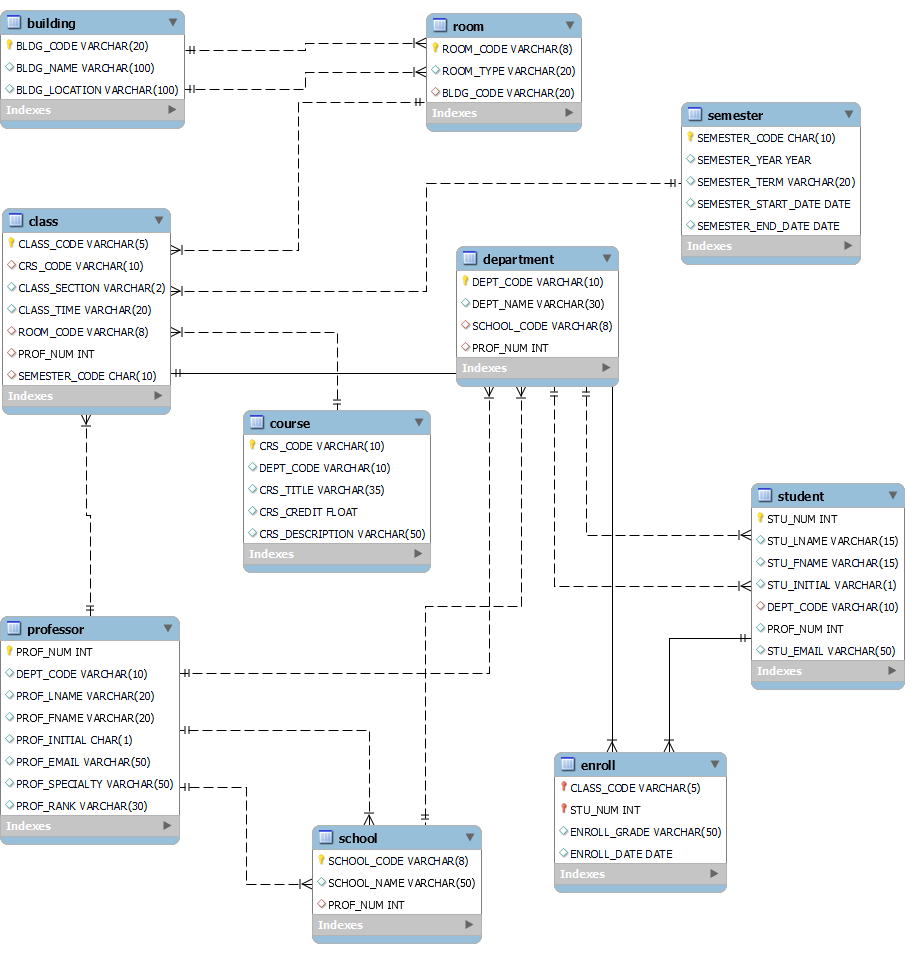 building
BLDG_CODE VARCHAR(20)
BLDG_NAME VARCHAR(100)
BLDG_LOCATION VARCHAR(100)
Indexes
room
ROOM_CODE VARCHAR(8)
ROOM_TYPE VARCHAR(20)
BLDG_CODE VARCHAR(20)
Indexes
semester
SEMESTER_CODE CHAR(10)
SEMESTER_YEAR YEAR
SEMESTER_TERM VARCHAR(20)
SEMESTER_START_DATE DATE
SEMESTER_END_DATE DATE
Indexes
class
CLASS_CODE VARCHAR(5)
CRS_CODE VARCHAR(10)
CLASS_SECTION VARCHAR(2)
CLASS_TIME VARCHAR(20)
ROOM_CODE VARCHAR(8)
PROF_NUM INT
SEMESTER_CODE CHAR(10)
Indexes
department
DEPT_CODE VARCHAR(10)
DEPT_NAME VARCHAR(30)
SCHOOL_CODE VARCHAR(8)
PROF_NUM INT
Indexes
course
CRS_CODE VARCHAR(10)
DEPT_CODE VARCHAR(10)
CRS_TITLE VARCHAR(35)
CRS_CREDIT FLOAT
CRS_DESCRIPTION VARCHAR(50)
Indexes
student
STU_NUM INT
STU_LNAME VARCHAR(15)
STU_FNAME VARCHAR(15)
STU_INITIAL VARCHAR(1)
DEPT_CODE VARCHAR(10)
PROF_NUM INT
STU_EMAIL VARCHAR(50)
Indexes
professor
PROF_NUM INT
DEPT_CODE VARCHAR(10)
PROF_LNAME VARCHAR(20)
PROF_FNAME VARCHAR(20)
PROF_INITIAL CHAR(1)
PROF_EMAIL VARCHAR(50)
PROF_SPECIALTY VARCHAR(50)
PROF_RANK VARCHAR(30)
Indexes
enroll
CLASS_CODE VARCHAR(5)
STU_NUM INT
ENROLL_GRADE VARCHAR(50)
ENROLL_DATE DATE
Indexes
school
SCHOOL_CODE VARCHAR(8)
SCHOOL_NAME VARCHAR(50)
PROF_NUM INT
Indexes